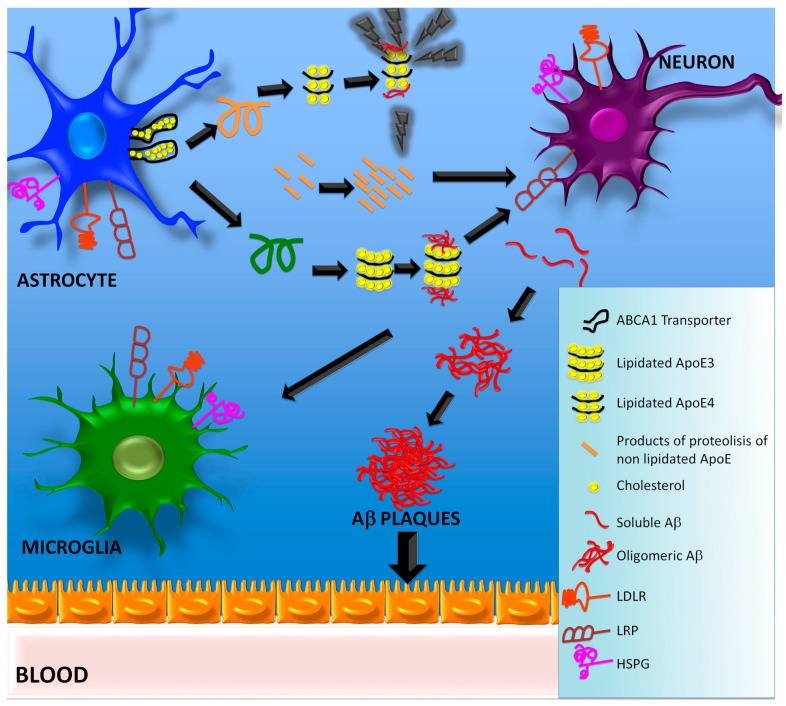 NEURON
ASTROCYTE
MICROGLIA
Aβ PLAQUES
BLOOD
ABCA1 Transporter
Lipidated ApoE3
Lipidated ApoE4
Products of proteolisis of
non lipidated ApoE
Cholesterol
Soluble Aβ
Oligomeric Aβ
LDLR
LRP
HSPG